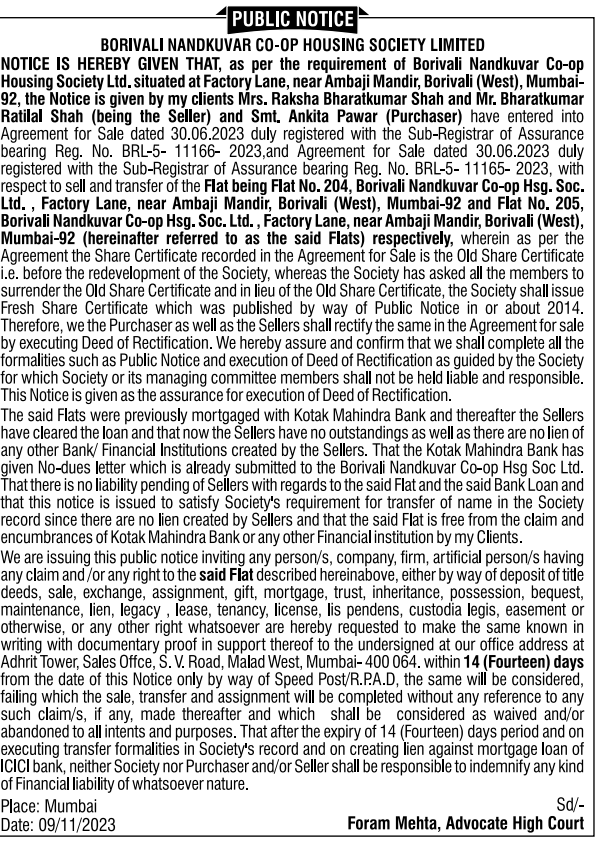 PUBLIC NOTICE
BORIVALI NANDKUVAR CO-OP HOUSING SOCIETY LIMITED
NOTICE IS HEREBY GIVEN THAT, as per the requirement of Borivali Nandkuvar Co-op
Housing Society Ltd. situated at Factory Lane, near Ambaji Mandir, Borivali (West), Mumbai-
92, the Notice is given by my clients Mrs. Raksha Bharatkumar Shah and Mr. Bharatkumar
Ratilal Shah (being the Seller) and Smt. Ankita Pawar (Purchaser) have entered into
Agreement for Sale dated 30.06.2023 duly registered with the Sub-Registrar of Assurance
bearing Reg. No. BRL-5- 11166- 2023,and Agreement for Sale dated 30.06.2023 duly
registered with the Sub-Registrar of Assurance bearing Reg. No. BRL-5- 11165- 2023, with
respect to sell and transfer of the Flat being Flat No. 204, Borivali Nandkuvar Co-op Hsg. Soc.
Ltd. , Factory Lane, near Ambaji Mandir, Borivali (West), Mumbai-92 and Flat No. 205,
Borivali Nandkuvar Co-op Hsg. Soc. Ltd. , Factory Lane, near Ambaji Mandir, Borivali (West),
Mumbai-92 (hereinafter referred to as the said Flats) respectively, wherein as per the
Agreement the Share Certificate recorded in the Agreement for Sale is the Old Share Certificate
i.e. before the redevelopment of the Society, whereas the Society has asked all the members to
surrender the Old Share Certificate and in lieu of the Old Share Certificate, the Society shall issue
Fresh Share Certificate which was published by way of Public Notice in or about 2014.
Therefore, we the Purchaser as well as the Sellers shall rectify the same in the Agreement for sale
by executing Deed of Rectification. We hereby assure and confirm that we shall complete all the
formalities such as Public Notice and execution of Deed of Rectification as guided by the Society
for which Society or its managing committee members shall not be held liable and responsible.
This Notice is given as the assurance for execution of Deed of Rectification.
The said Flats were previously mortgaged with Kotak Mahindra Bank and thereafter the Sellers
have cleared the loan and that now the Sellers have no outstandings as well as there are no lien of
any other Bank/ Financial Institutions created by the Sellers. That the Kotak Mahindra Bank has
given No-dues letter which is already submitted to the Borivali Nandkuvar Co-op Hsg Soc Ltd.
That there is no liability pending of Sellers with regards to the said Flat and the said Bank Loan and
that this notice is issued to satisfy Society's requirement for transfer of name in the Society
record since there are no lien created by Sellers and that the said Flat is free from the claim and
encumbrances of Kotak Mahindra Bank or any other Financial institution by my Clients.
We are issuing this public notice inviting any person/s, company, firm, artificial person/s having
any claim and /or any right to the said Flat described hereinabove, either by way of deposit of title
deeds, sale, exchange, assignment, gift, mortgage, trust, inheritance, possession, bequest,
maintenance, lien, legacy , lease, tenancy, license, lis pendens, custodia legis, easement or
otherwise, or any other right whatsoever are hereby requested to make the same known in
writing with documentary proof in support thereof to the undersigned at our office address at
Adhrit Tower, Sales Offce, S. V. Road, Malad West, Mumbai- 400 064. within 14 (Fourteen) days
from the date of this Notice only by way of Speed Post/R.P.A.D, the same will be considered,
failing which the sale, transfer and assignment will be completed without any reference to any
such claim/s, if any, made thereafter and which shall be considered as waived and/or
abandoned to all intents and purposes. That after the expiry of 14 (Fourteen) days period and on
executing transfer formalities in Society's record and on creating lien against mortgage loan of
ICICI bank, neither Society nor Purchaser and/or Seller shall be responsible to indemnify any kind
of Financial liability of whatsoever nature.
Place: Mumbai Sd/-
Date: 09/11/2023 Foram Mehta, Advocate High Court